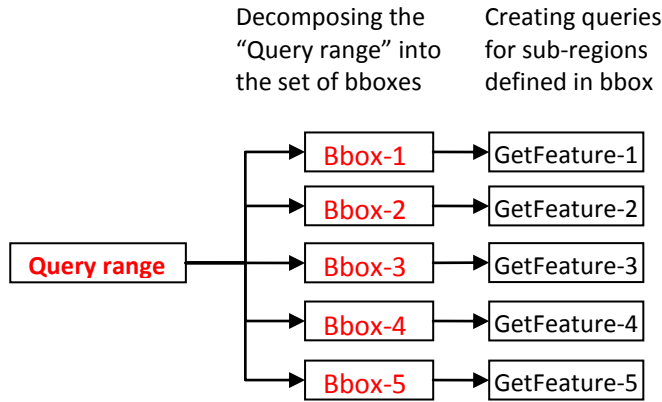 Decomposing the
“Query range” into
the set of bboxes
Creating queries
for sub-regions
defined in bbox
Query range
Bbox-1
GetFeature-1
Bbox-2
GetFeature-2
Bbox-3
GetFeature-3
Bbox-4
GetFeature-4
Bbox-5
GetFeature-5